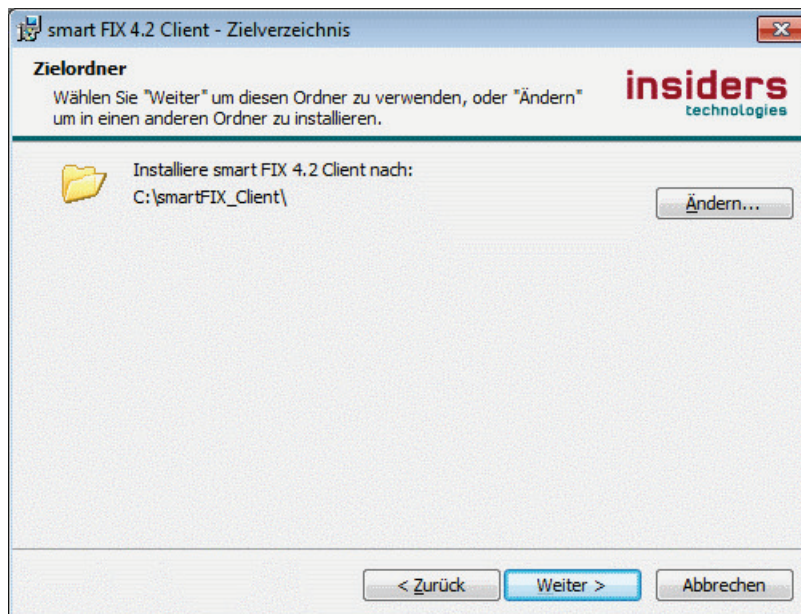 smart FIX 4.2 Client - Zielverzeichnis
Zielordner
Wählen Sie "Weiter" um diesen Ordner zu verwenden, oder "Ändern"
um in einen anderen Ordner zu installieren.
insiders
technologies
Installiere smart FIX 4.2 Client nach:
C:\smartFIX_Client\
Ändern...
< Zurück
Weiter >
Abbrechen